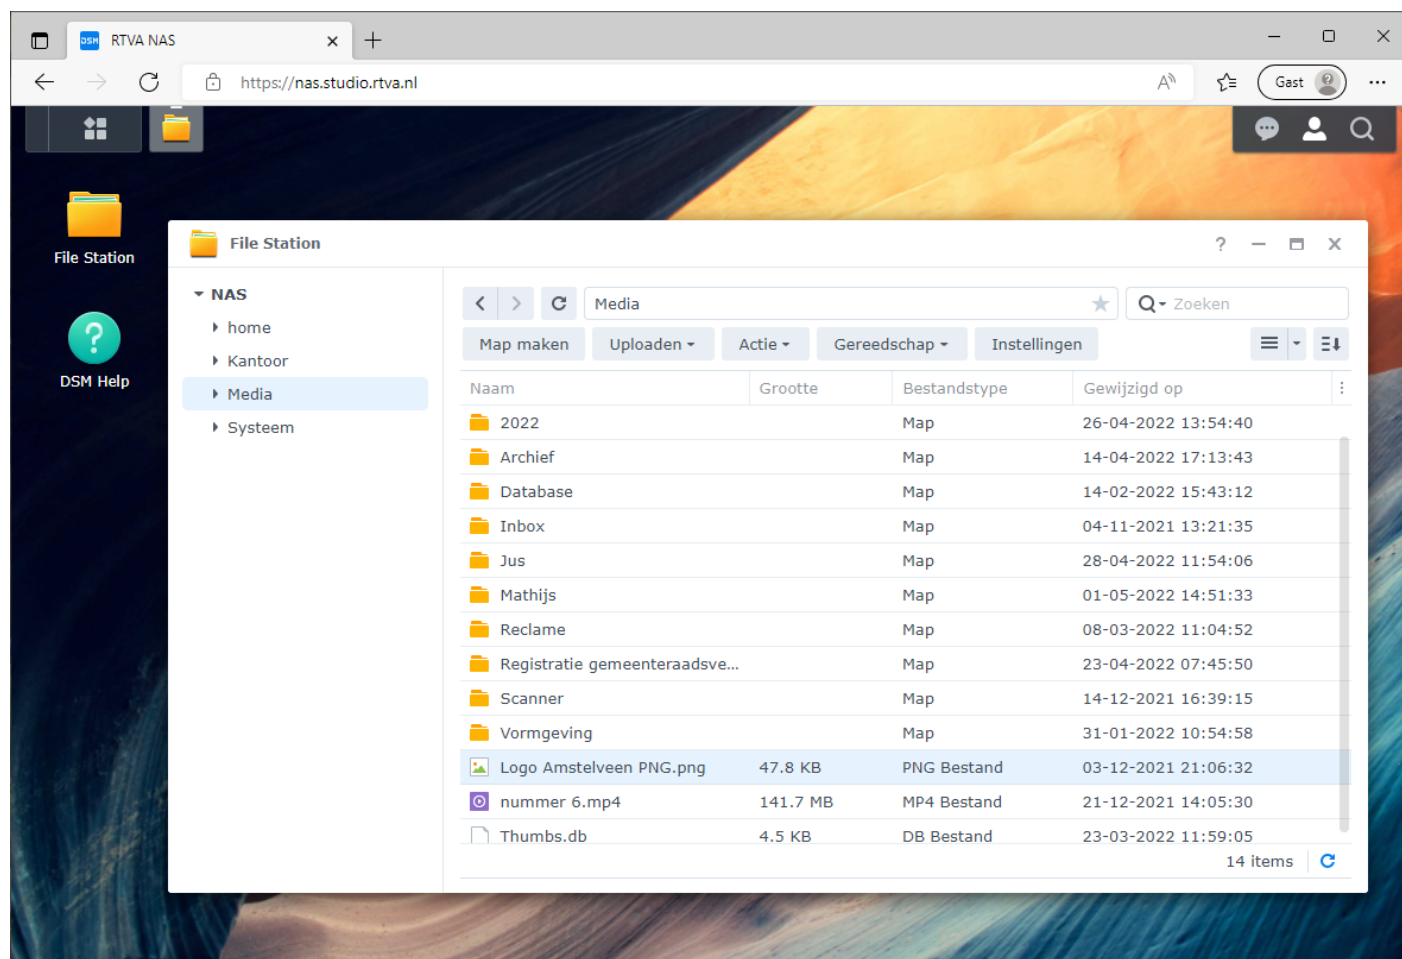 DSM RTVA NAS
https://nas.studio.rtva.nl
Gast
File Station
DSM Help
File Station
NAS
home
Kantoor
Media
Systeem
Media
Zoeken
Map maken Uploaden Actie Gereedschap Instellingen
Naam Grootte Bestandstype Gewijzigd op
2022 Map 26-04-2022 13:54:40
Archief Map 14-04-2022 17:13:43
Database Map 14-02-2022 15:43:12
Inbox Map 04-11-2021 13:21:35
Jus Map 28-04-2022 11:54:06
Mathijs Map 01-05-2022 14:51:33
Reclame Map 08-03-2022 11:04:52
Registratie gemeenteraadsve... Map 23-04-2022 07:45:50
Scanner Map 14-12-2021 16:39:15
Vormgeving Map 31-01-2022 10:54:58
Logo Amstelveen PNG.png 47.8 KB PNG Bestand 03-12-2021 21:06:32
nummer 6.mp4 141.7 MB MP4 Bestand 21-12-2021 14:05:30
Thumbs.db 4.5 KB DB Bestand 23-03-2022 11:59:05
14 items